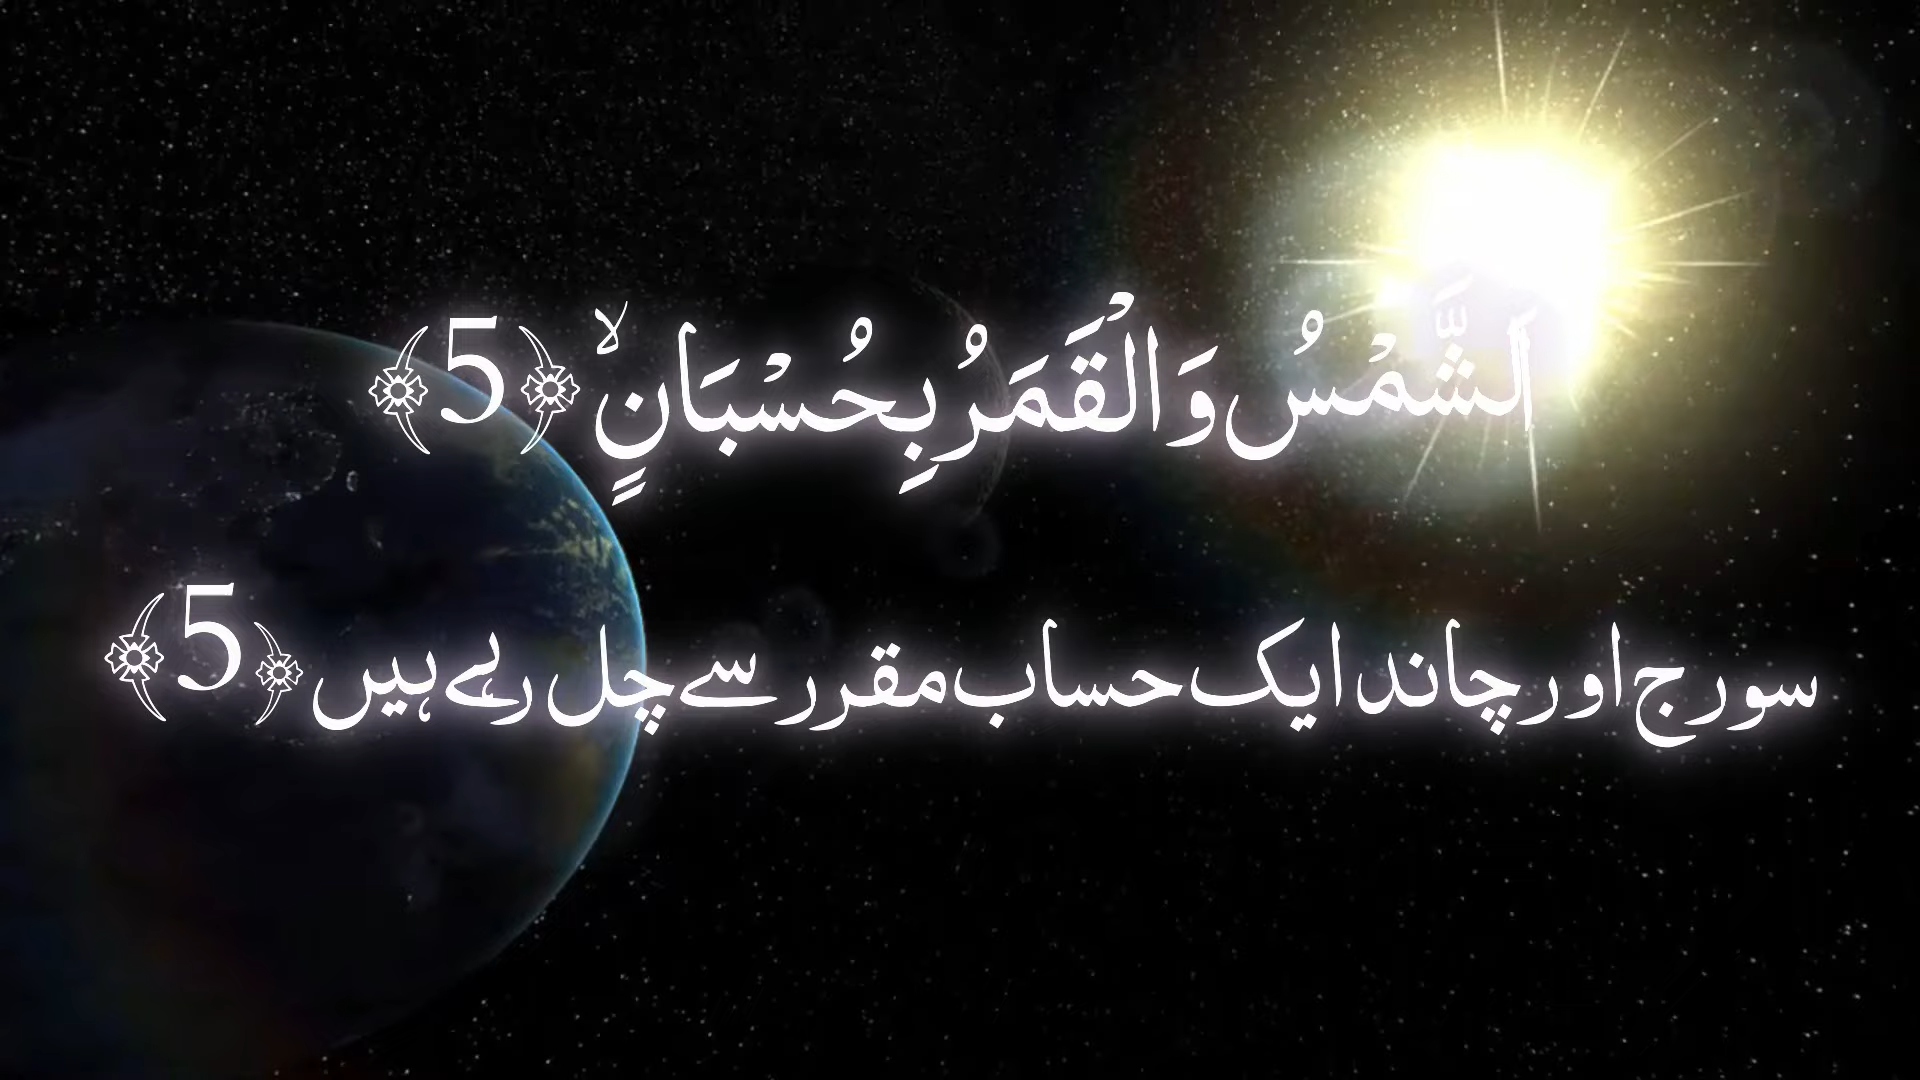 اَلشَّمْسُ وَالْقَمَرُ بِحُسْبَانٍۙ ﴿5﴾
سورج اور چاند ایک حساب مقرر سے چل رہے ہیں ﴿5﴾